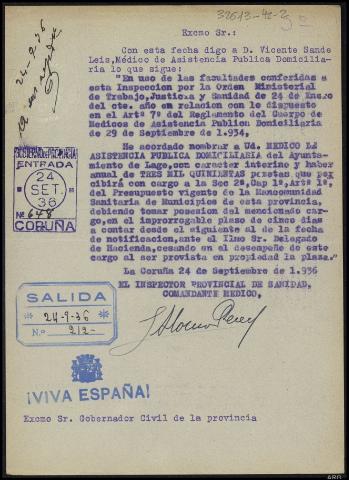 Excmo Sr.:
Con esta fecha digo a D. Vicente Sande
Leis,Médico de Asistencia Publica Domicilia-
ria lo que sigue:
"En uso de las facultades conferidas a
esta Inspeccion por la Orden Ministerial
de Trabajo,Justicia y Sanidad de 24 de Enero
del cte. año en relacion con lo dispuesto
en el Artº 7º del Reglamento del Cuerpo de
Medicos de Asistencia Publica Domiciliaria
de 29 de Septiembre de 1.934,
He acordado nombrar a Ud. MEDICO DE
ASISTENCIA PUBLICA DOMICILIARIA del Ayunta-
miento de Lage,con caracter interino y haber
anual de TRES MIL QUINIENTAS pesetas que per
cibirá con cargo a la Sec 2ª,Capº1º,Artº 1º,
del Presupuesto vigente de la Mancomunidad
Sanitaria de Municipios de esta provincia,
debiendo tomar posesion del mencionado car-
go,en el improrogable plazo de cinco dias
a contar desde el siguiente al de la fecha
de notificacion,ante el Ilmo Sr. Delegado
de Hacienda,cesando en el desempeño de este
cargo al ser provista en propiedad la plaza."
La Coruña 24 de Septiembre de 1.936
EL INSPECTOR PROVINCIAL DE SANIDAD,
COMANDANTE MEDICO,
24-9-36
ENTRADA
24
SET.
36
Nº 648
CORUÑA
SALIDA
24-9-36
N.º 212-
¡VIVA ESPAÑA!
Excmo Sr. Gobernador Civil de la provincia